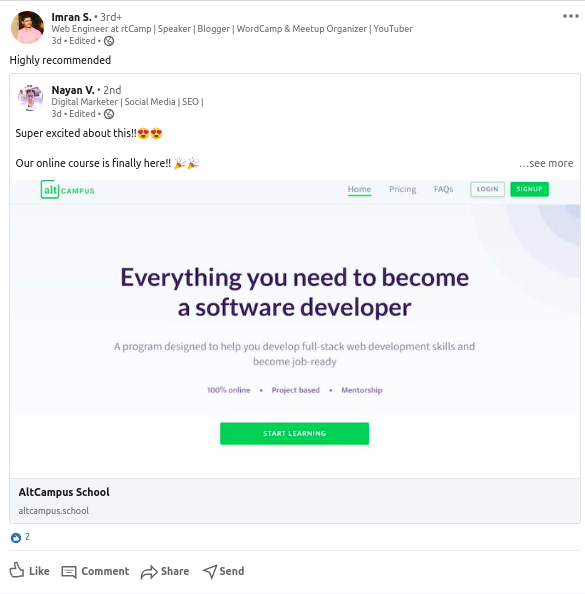 Imran S. • 3rd+
Web Engineer at rtCamp | Speaker | Blogger | WordCamp & Meetup Organizer | YouTuber
3d • Edited •
Highly recommended
Nayan V. • 2nd
Digital Marketer | Social Media | SEO |
3d • Edited •
Super excited about this!!😍😍
Our online course is finally here!! 🎉🎉
...see more
alt CAMPUS
Home Pricing FAQs LOGIN SIGNUP
Everything you need to become
a software developer
A program designed to help you develop full-stack web development skills and
become job-ready
100% online • Project based • Mentorship
START LEARNING
AltCampus School
altcampus.school
2
Like Comment Share Send